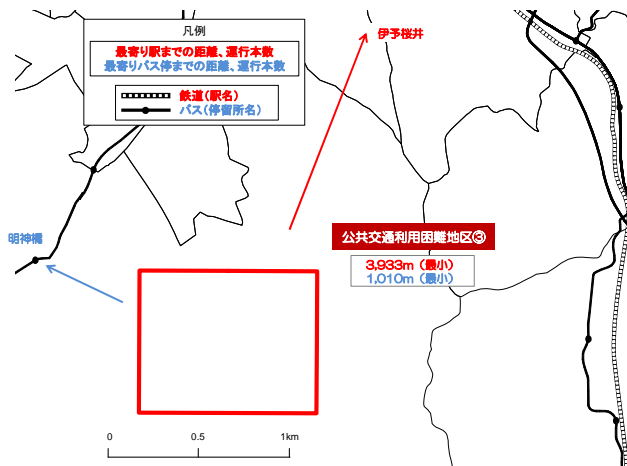 凡例
最寄り駅までの距離、運行本数
最寄りバス停までの距離、運行本数
鉄道(駅名)
バス(停留所名)
伊予桜井
明神橋
公共交通利用困難地区③
3,933m(最小)
1,010m(最小)
0 0.5 1km